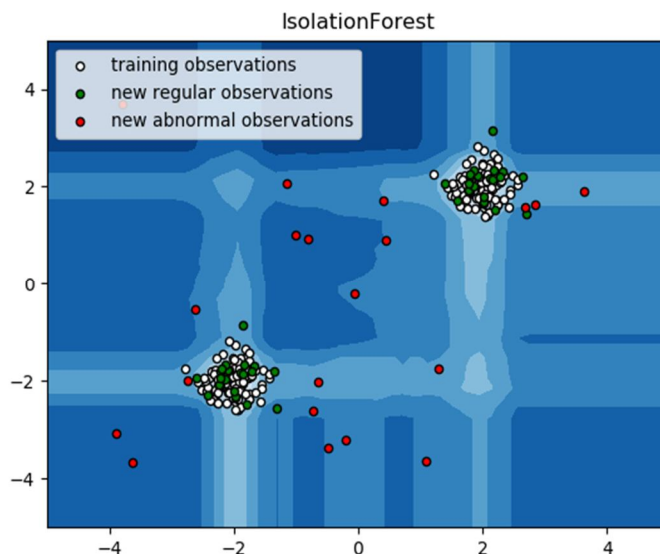 IsolationForest
training observations
new regular observations
new abnormal observations
4
2
0
−2
−4
−4
−2
0
2
4